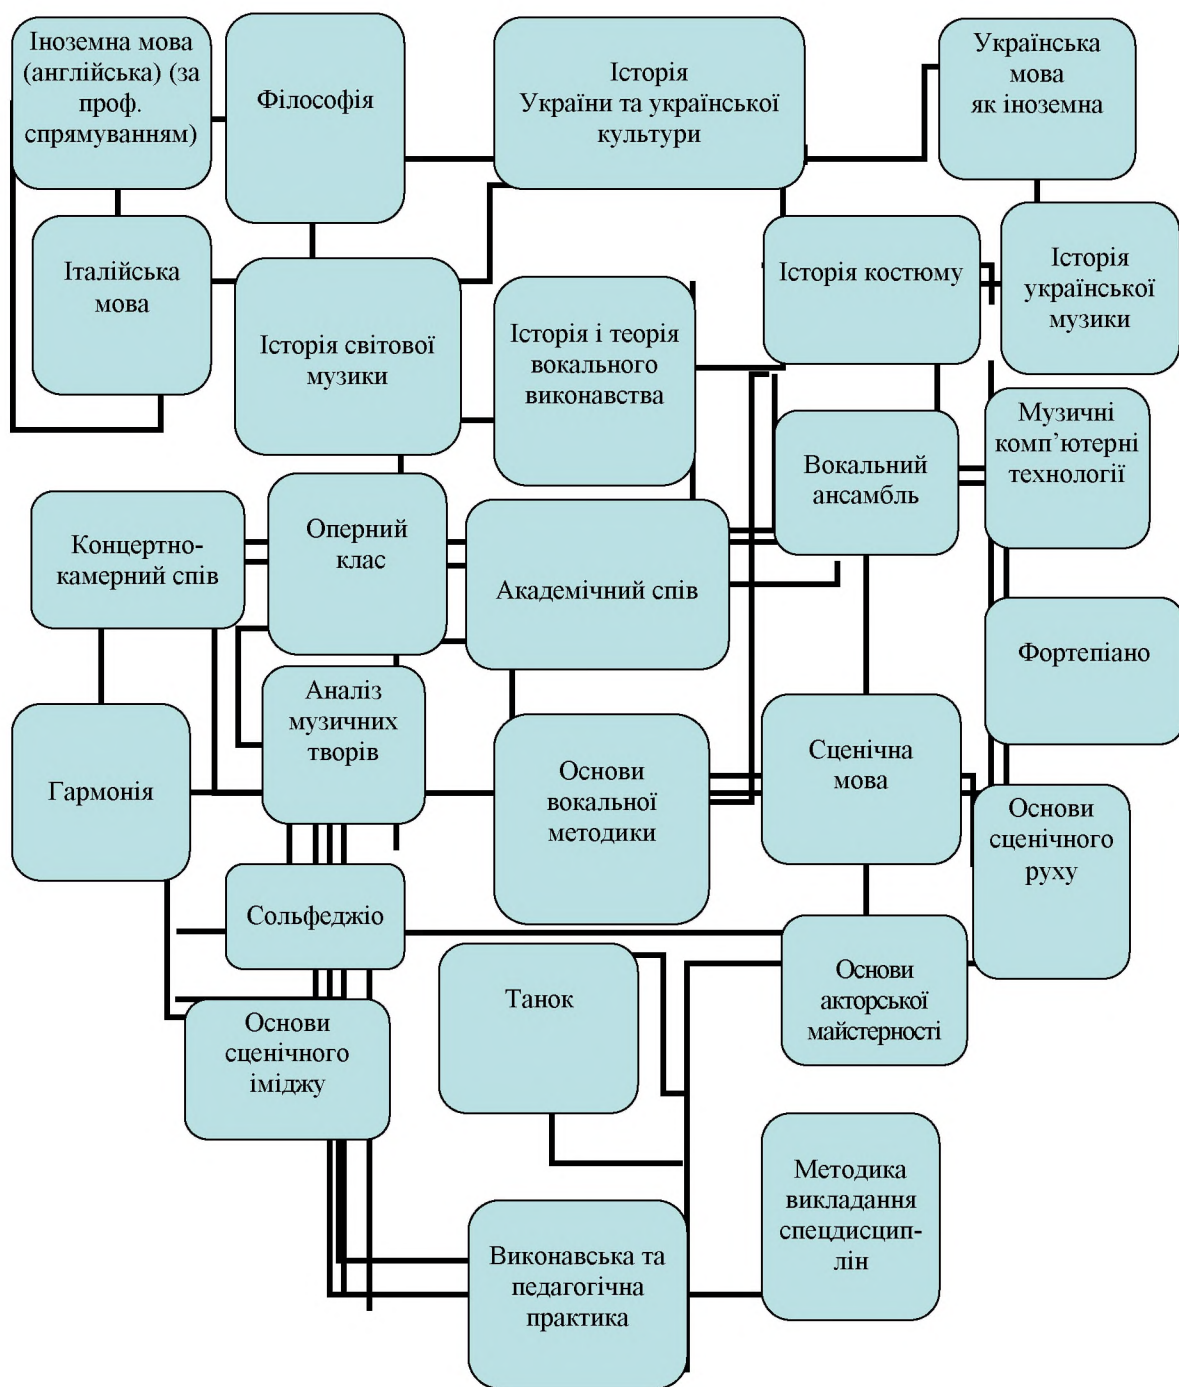 Іноземна мова
(англійська) (за
проф.
спрямуванням)
Філософія
Історія
України та української
культури
Українська
мова
як іноземна
Італійська
мова
Історія світової
музики
Історія і теорія
вокального
виконавства
Історія костюму
Історія
української
музики
Концертно-
камерний спів
Оперний
клас
Академічний спів
Вокальний
ансамбль
Музичні
комп’ютерні
технології
Фортепіано
Гармонія
Аналіз
музичних
творів
Основи
вокальної
методики
Сценічна
мова
Основи
сценічного
руху
Сольфеджіо
Танок
Основи
акторської
майстерності
Основи
сценічного
іміджу
Виконавська та
педагогічна
практика
Методика
викладання
спецдисцип-
лін